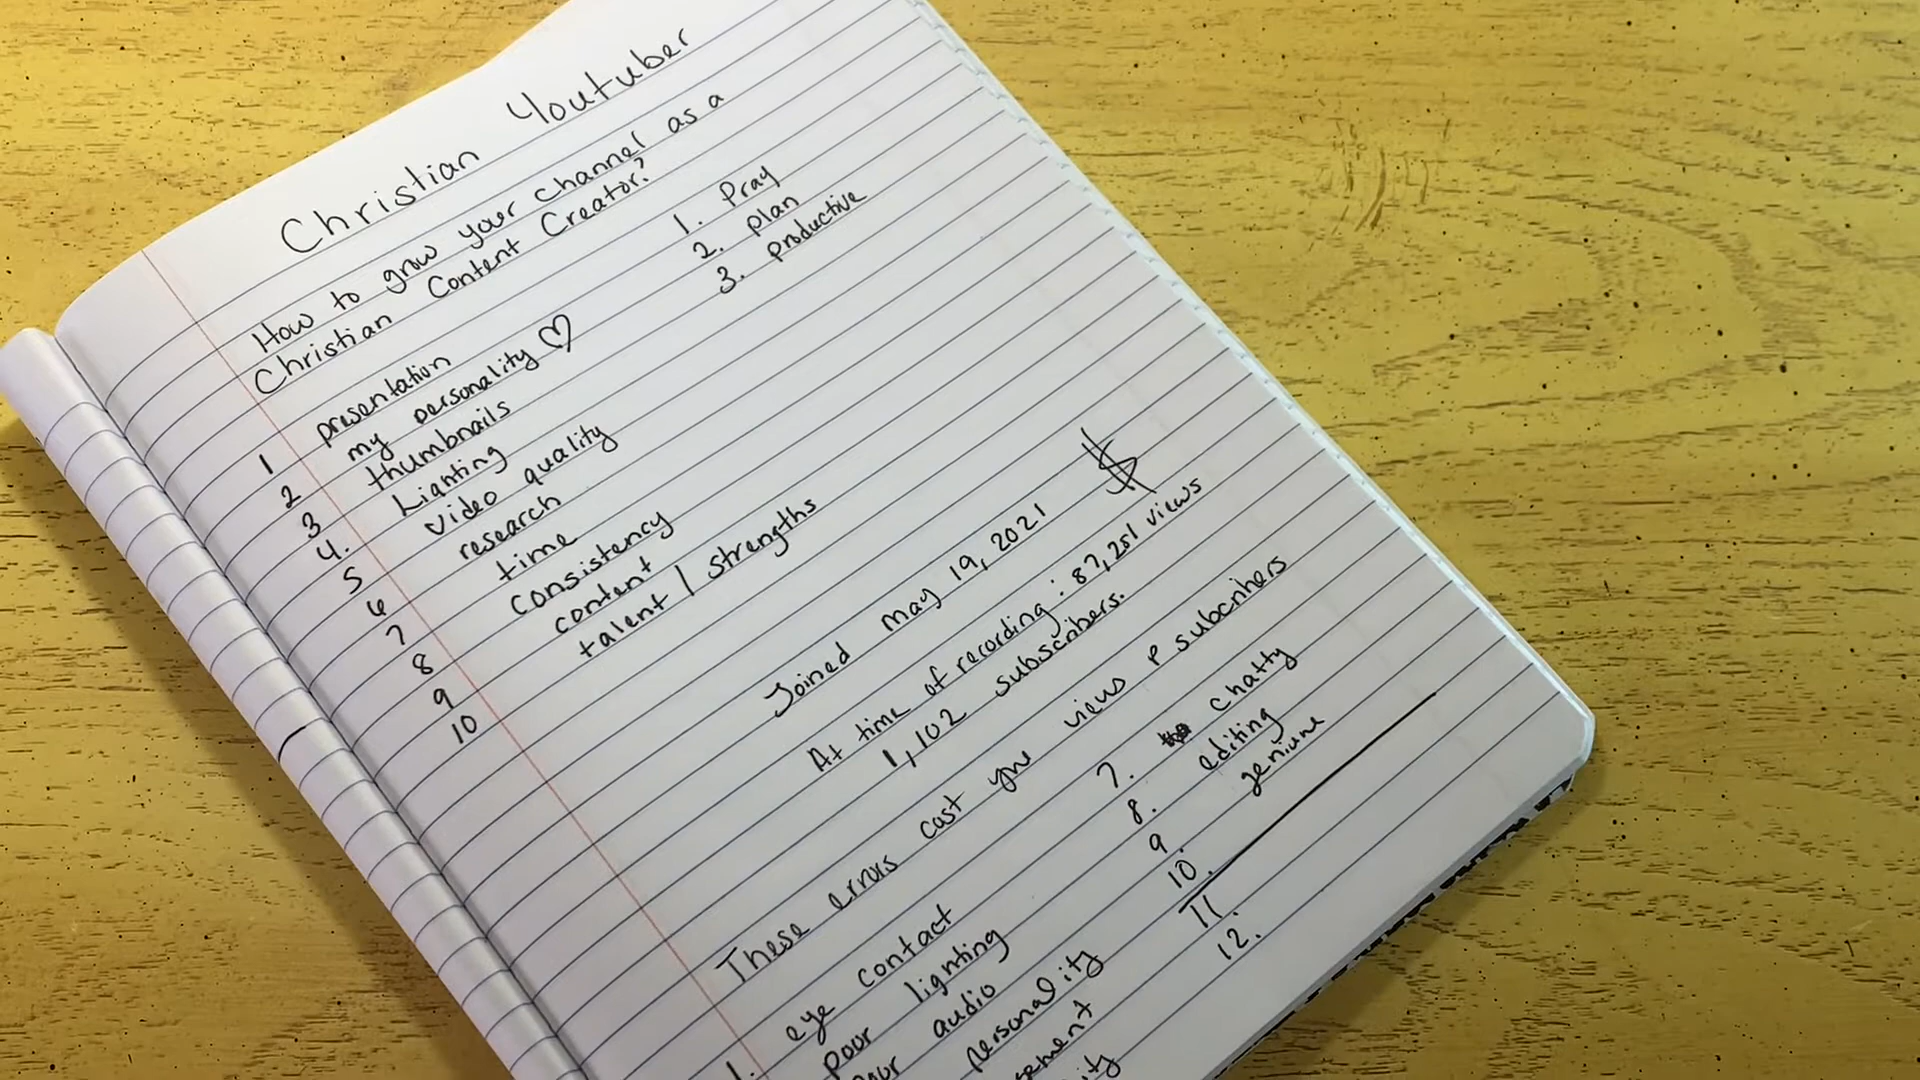 Christian Youtuber
How to grow your channel as a
Christian Content Creator?
1. Pray
2. plan
3. productive
1 presentation
2 my personality ♡
3 thumbnails
4. Lighting
5 video quality
6 research
7 time
8 consistency
9 content
10 talent / strengths
$
Joined may 19, 2021
At time of recording: 87,251 views
1,102 subscribers.
These errors cost you views & subscribers
1. eye contact
poor lighting
audio
personality
7. chatty
8. editing
9. geniune
10.
11.
12.